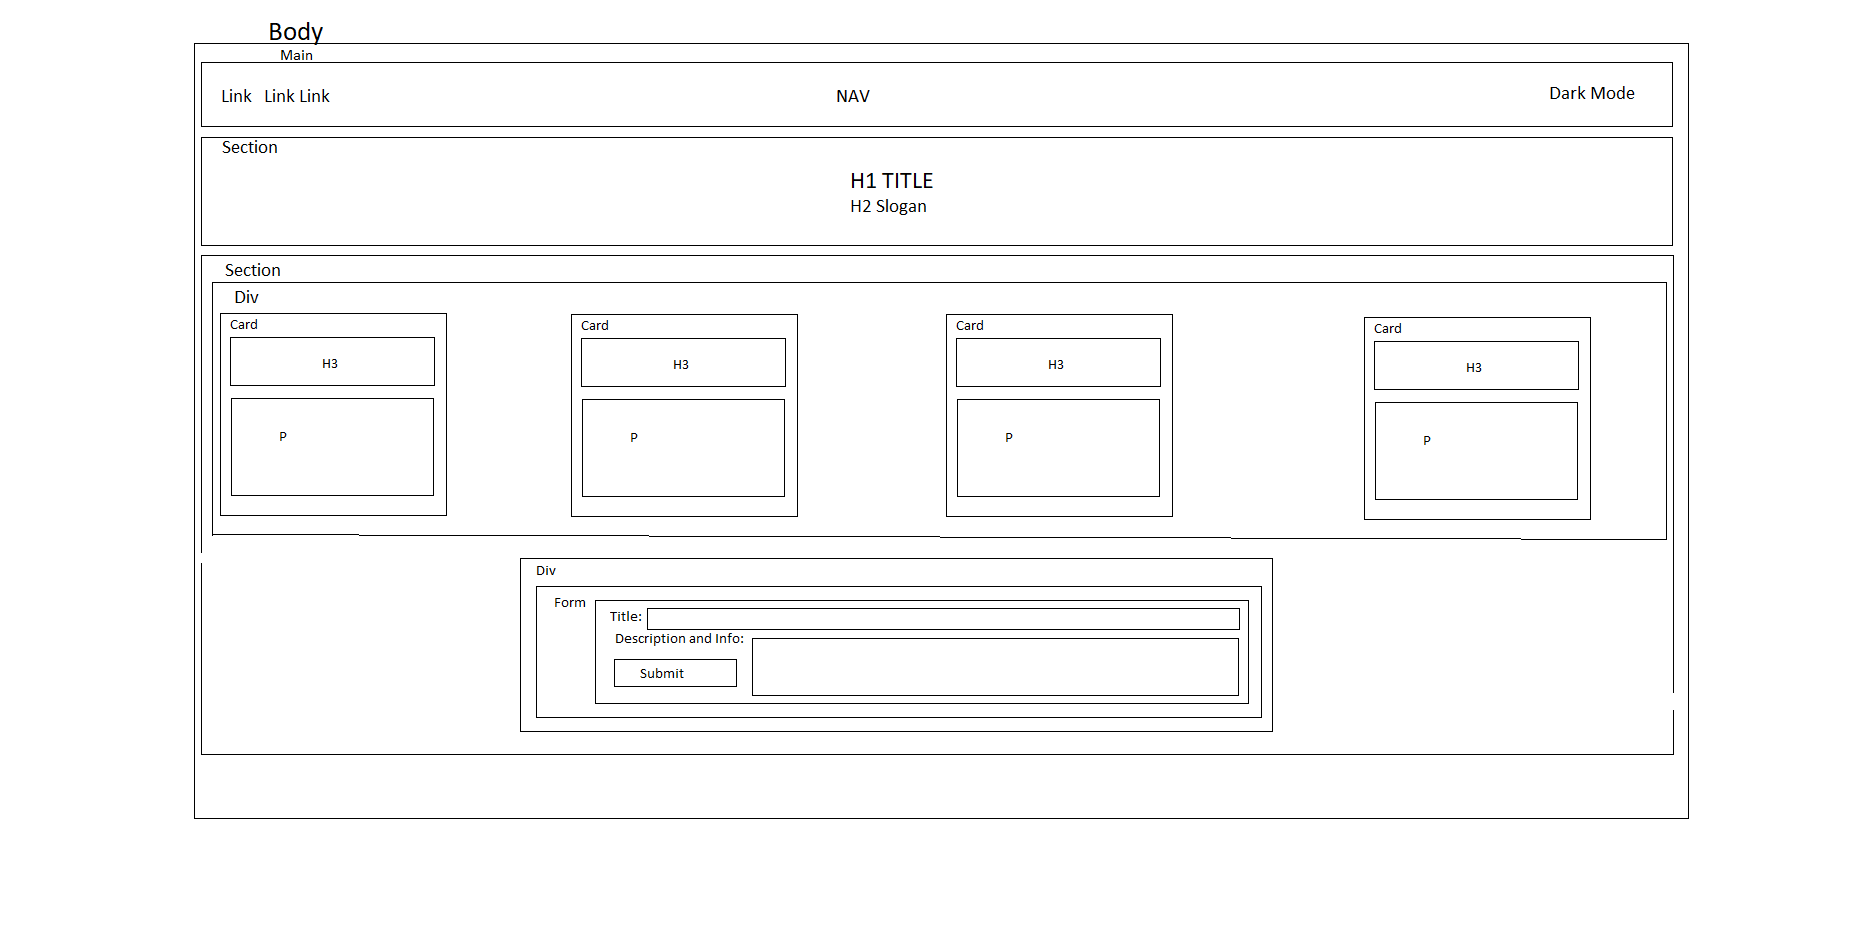 Body
Main
Link Link Link NAV Dark Mode
Section
H1 TITLE
H2 Slogan
Section
Div
Card Card Card Card
H3 H3 H3 H3
P P P P
Div
Form
Title:
Description and Info:
Submit